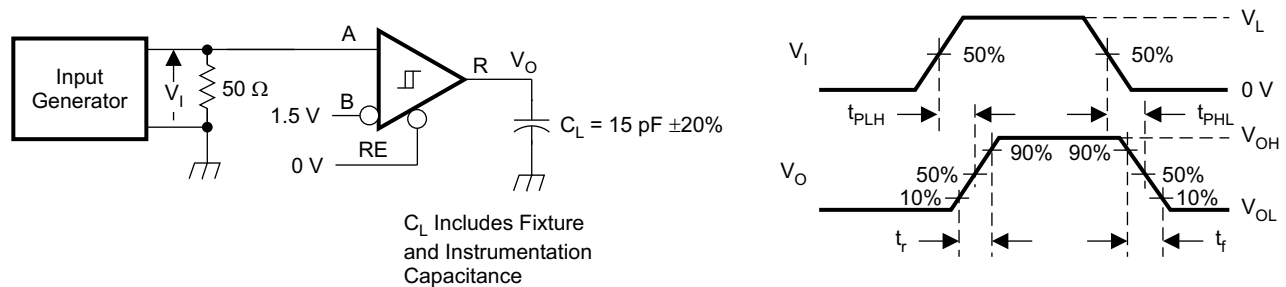 Input
Generator
V_I
50 Ω
A
1.5 V
B
0 V
RE
R
V_O
C_L = 15 pF ±20%
C_L Includes Fixture
and Instrumentation
Capacitance
V_I
50%
50%
V_L
0 V
t_PLH
t_PHL
V_O
90%
90%
50%
50%
10%
10%
V_OH
V_OL
t_r
t_f